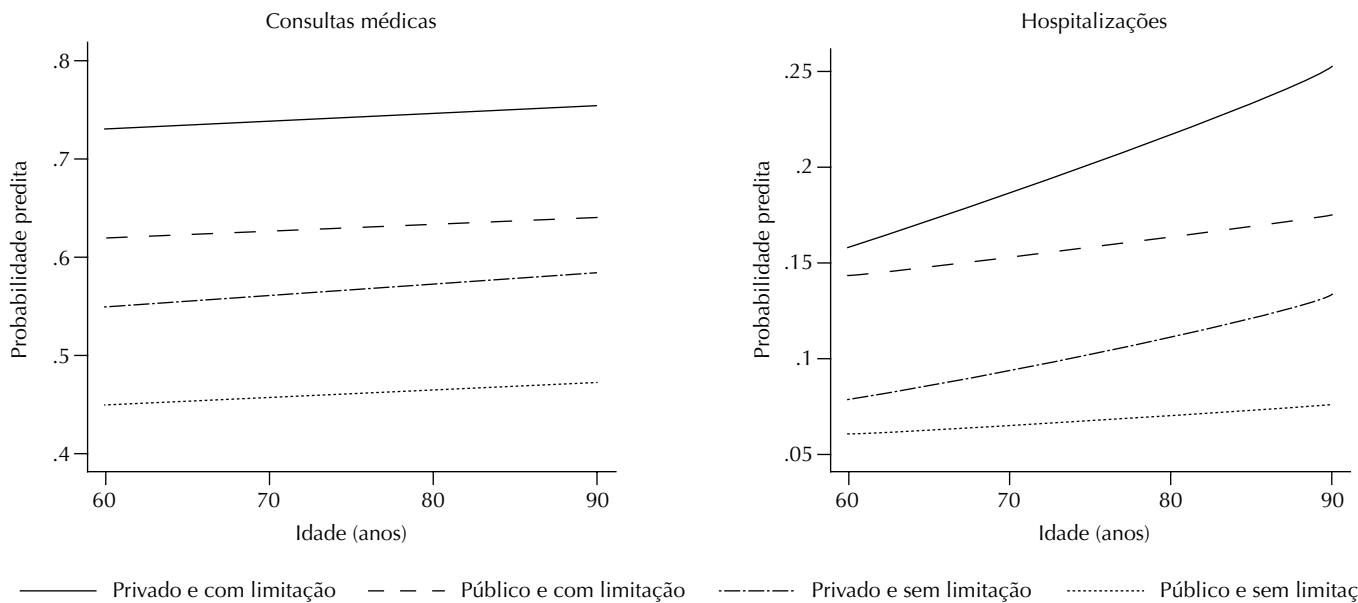 Consultas médicas
.8
.7
.6
.5
.4
Probabilidade predita
60 70 80 90
Idade (anos)
Hospitalizações
.25
.2
.15
.1
.05
Probabilidade predita
60 70 80 90
Idade (anos)
Privado e com limitação Público e com limitação Privado e sem limitação Público e sem limitaç